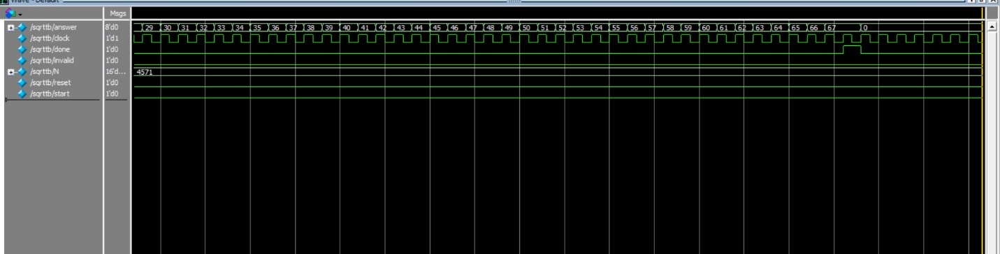 Wave - Default
Msgs
/sqrttb/answer 8'd0 29 30 31 32 33 34 35 36 37 38 39 40 41 42 43 44 45 46 47 48 49 50 51 52 53 54 55 56 57 58 59 60 61 62 63 64 65 66 67 0
/sqrttb/clock 1'd1
/sqrttb/done 1'd0
/sqrttb/invalid 1'd0
/sqrttb/N 16'd... 4571
/sqrttb/reset 1'd0
/sqrttb/start 1'd0